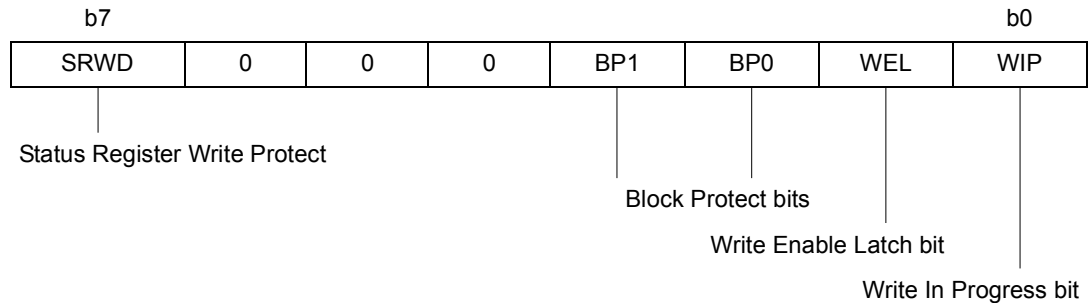 b7 b0
SRWD 0 0 0 BP1 BP0 WEL WIP
Status Register Write Protect
Block Protect bits
Write Enable Latch bit
Write In Progress bit